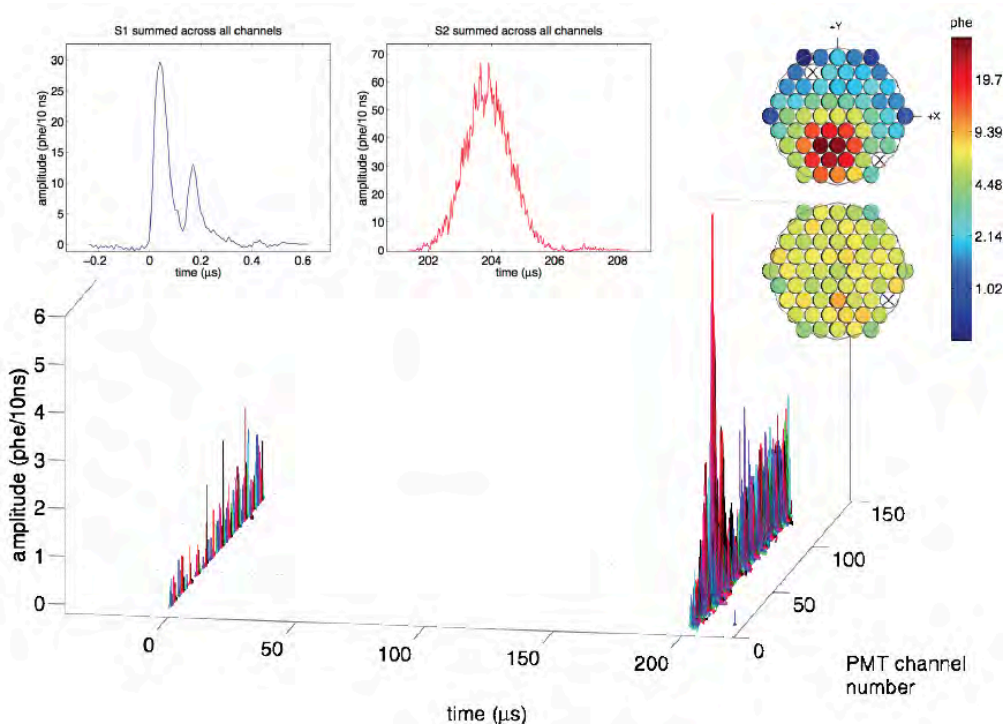 S1 summed across all channels
30
25
20
15
10
5
0
amplitude (phe/10 ns)
−0.2 0 0.2 0.4 0.6
time (µs)
S2 summed across all channels
70
60
50
40
30
20
10
0
amplitude (phe/10 ns)
202 204 206 208
time (µs)
+Y
+X
X
X
X
phe
19.7
9.39
4.48
2.14
1.02
6
5
4
3
2
1
0
amplitude (phe/10ns)
0 50 100 150 200
time (µs)
150
100
50
0
PMT channel
number